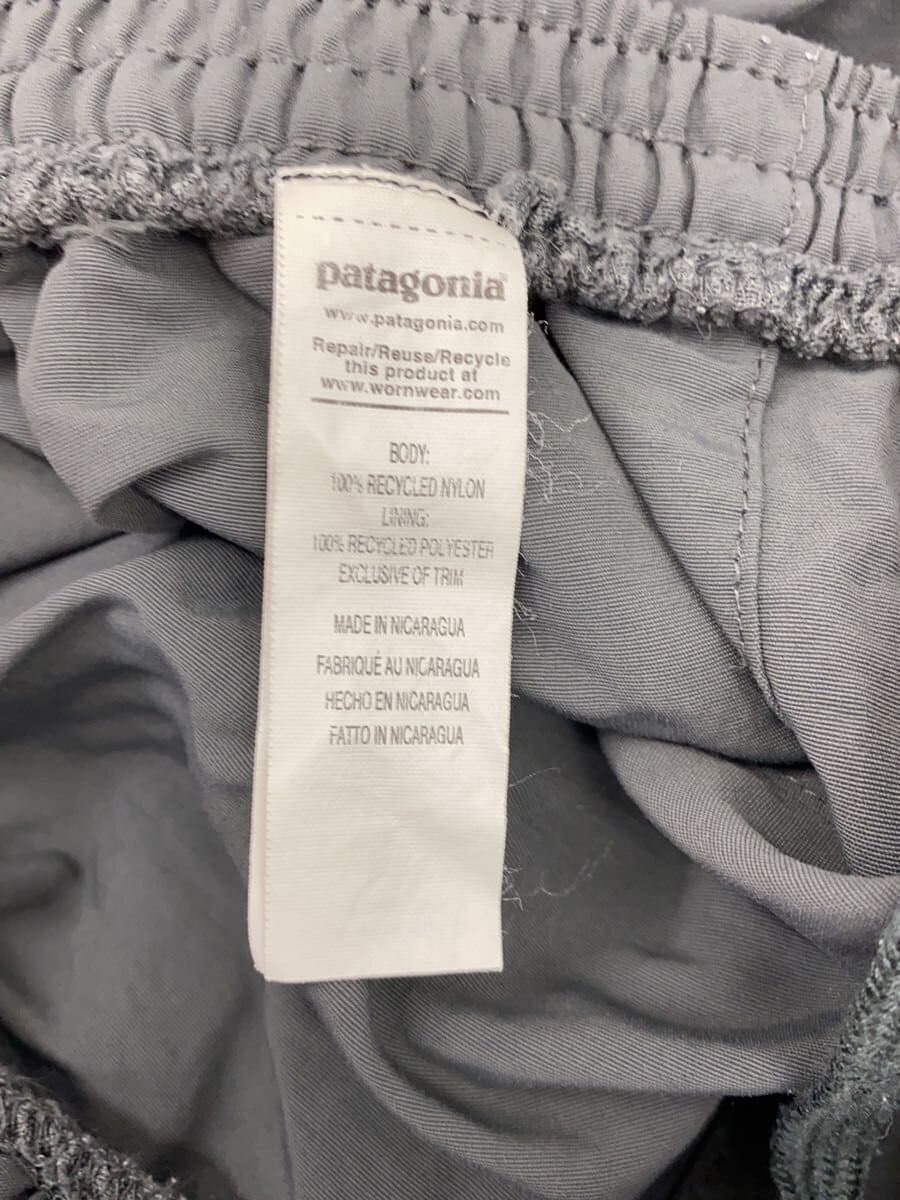 patagonia®
www.patagonia.com
Repair/Reuse/Recycle
this product at
www.wornwear.com
BODY:
100% RECYCLED NYLON
LINING:
100% RECYCLED POLYESTER
EXCLUSIVE OF TRIM
MADE IN NICARAGUA
FABRIQUÉ AU NICARAGUA
HECHO EN NICARAGUA
FATTO IN NICARAGUA